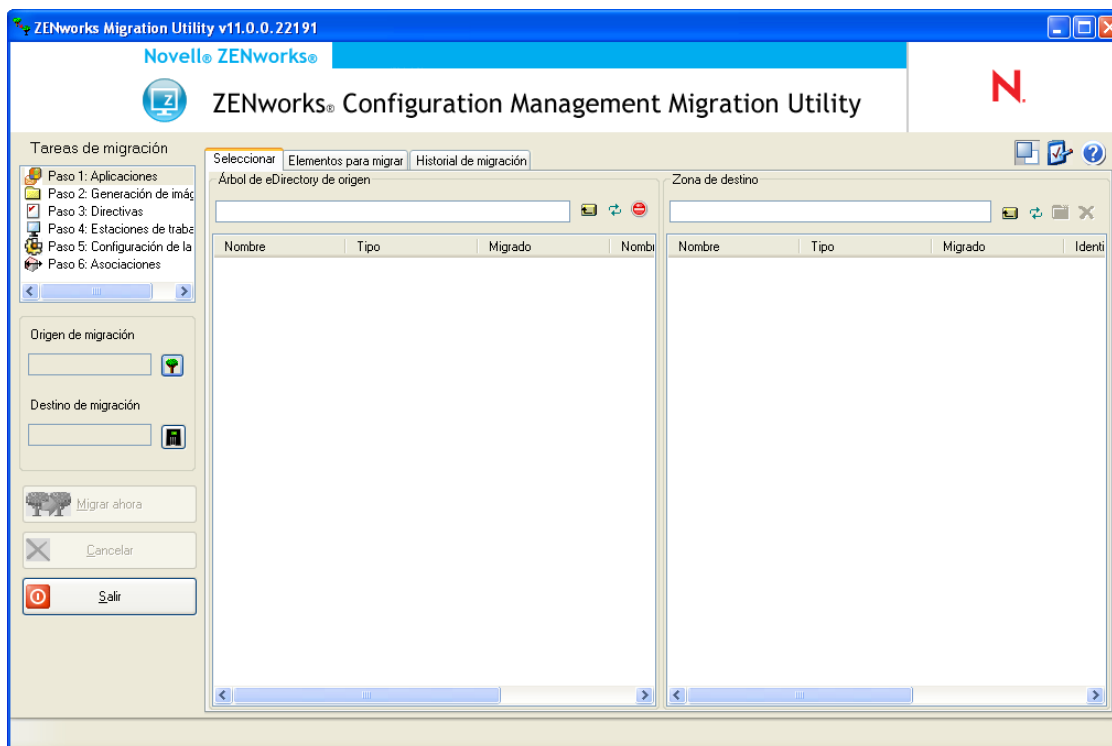 ZENworks Migration Utility v11.0.0.22191
Novell® ZENworks®
ZENworks® Configuration Management Migration Utility
N.
Tareas de migración
Paso 1: Aplicaciones
Paso 2: Generación de imág
Paso 3: Directivas
Paso 4: Estaciones de traba
Paso 5: Configuración de la
Paso 6: Asociaciones
Origen de migración
Destino de migración
Migrar ahora
Cancelar
Salir
Seleccionar Elementos para migrar Historial de migración
Árbol de eDirectory de origen
Nombre Tipo Migrado Nombr
Zona de destino
Nombre Tipo Migrado Identi